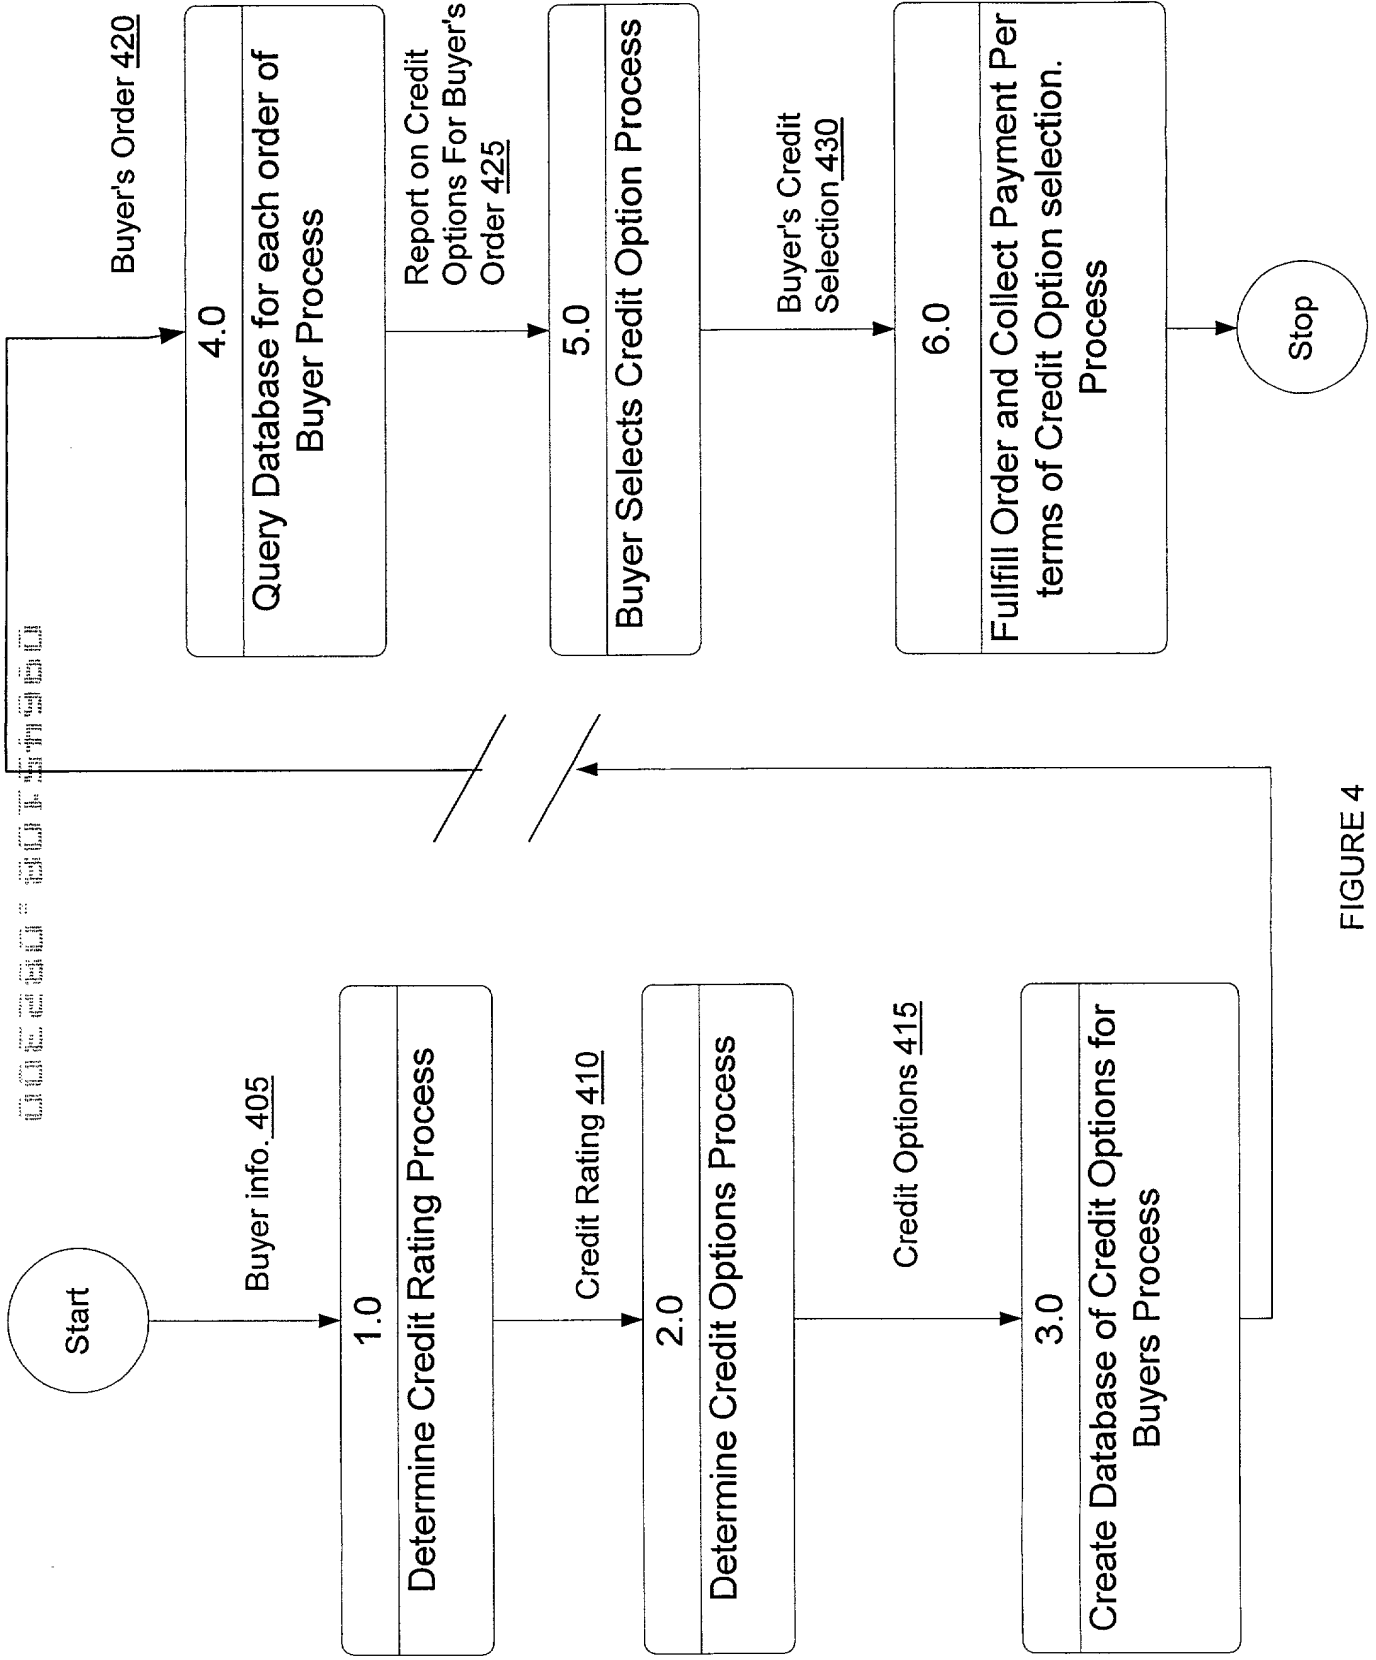 Start
Buyer info. 405
1.0
Determine Credit Rating Process
Credit Rating 410
2.0
Determine Credit Options Process
Credit Options 415
3.0
Create Database of Credit Options for
Buyers Process
Buyer's Order 420
4.0
Query Database for each order of
Buyer Process
Report on Credit
Options For Buyer's
Order 425
5.0
Buyer Selects Credit Option Process
Buyer's Credit
Selection 430
6.0
Fullfill Order and Collect Payment Per
terms of Credit Option selection.
Process
Stop
FIGURE 4